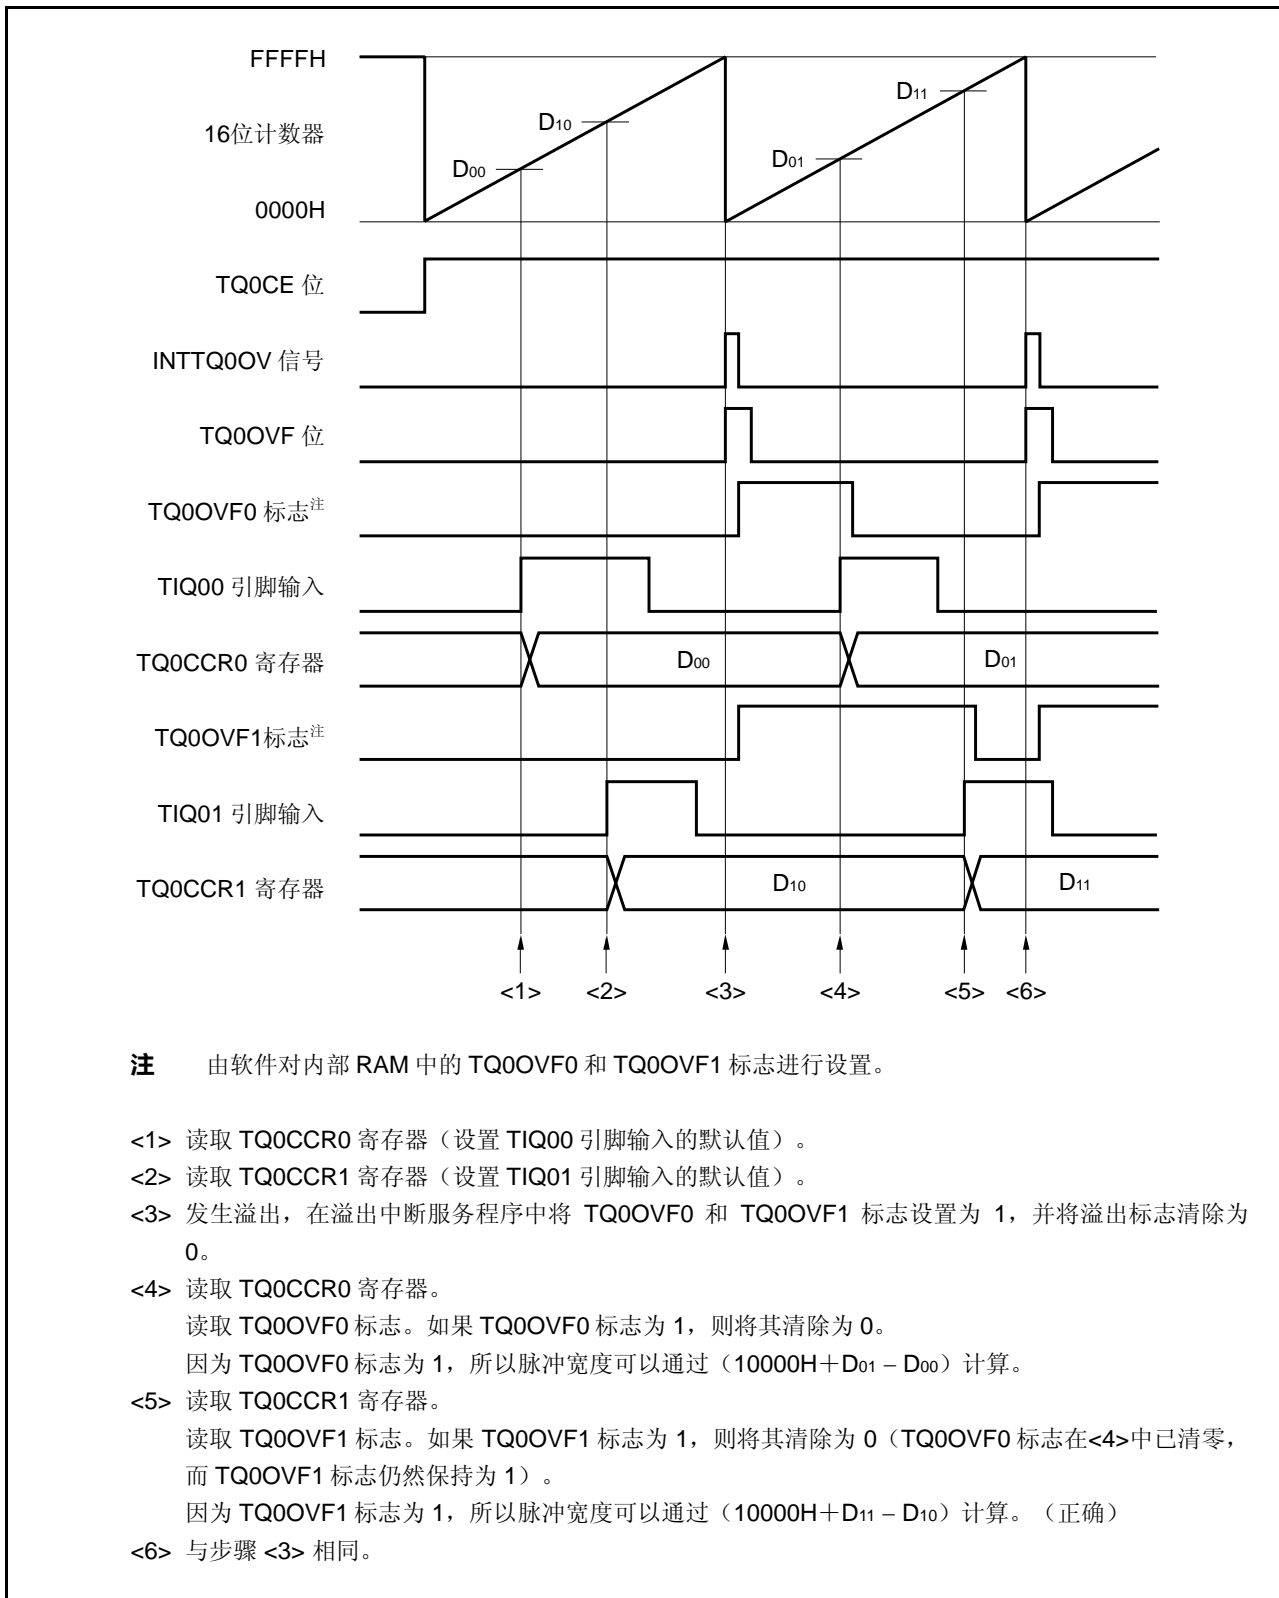 FFFFH
D11
D10
16位计数器
D01
D00
0000H
TQ0CE 位
INTTQ0OV 信号
TQ0OVF 位
TQ0OVF0 标志注
TIQ00 引脚输入
TQ0CCR0 寄存器
D00
D01
TQ0OVF1标志注
TIQ01 引脚输入
TQ0CCR1 寄存器
D10
D11
<1> <2> <3> <4> <5> <6>
注 由软件对内部 RAM 中的 TQ0OVF0 和 TQ0OVF1 标志进行设置。
<1> 读取 TQ0CCR0 寄存器（设置 TIQ00 引脚输入的默认值）。
<2> 读取 TQ0CCR1 寄存器（设置 TIQ01 引脚输入的默认值）。
<3> 发生溢出，在溢出中断服务程序中将 TQ0OVF0 和 TQ0OVF1 标志设置为 1，并将溢出标志清除为
0。
<4> 读取 TQ0CCR0 寄存器。
读取 TQ0OVF0 标志。如果 TQ0OVF0 标志为 1，则将其清除为 0。
因为 TQ0OVF0 标志为 1，所以脉冲宽度可以通过（10000H＋D01 – D00）计算。
<5> 读取 TQ0CCR1 寄存器。
读取 TQ0OVF1 标志。如果 TQ0OVF1 标志为 1，则将其清除为 0（TQ0OVF0 标志在<4>中已清零，
而 TQ0OVF1 标志仍然保持为 1）。
因为 TQ0OVF1 标志为 1，所以脉冲宽度可以通过（10000H＋D11 – D10）计算。（正确）
<6> 与步骤 <3> 相同。